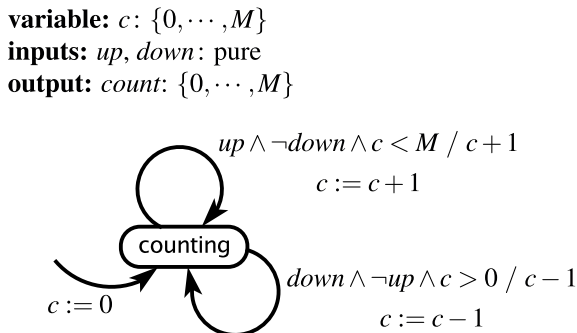 variable: c: {0, ⋯ , M}
inputs: up, down: pure
output: count: {0, ⋯ , M}
up ∧ ¬down ∧ c < M / c + 1
c := c + 1
counting
c := 0
down ∧ ¬up ∧ c > 0 / c − 1
c := c − 1